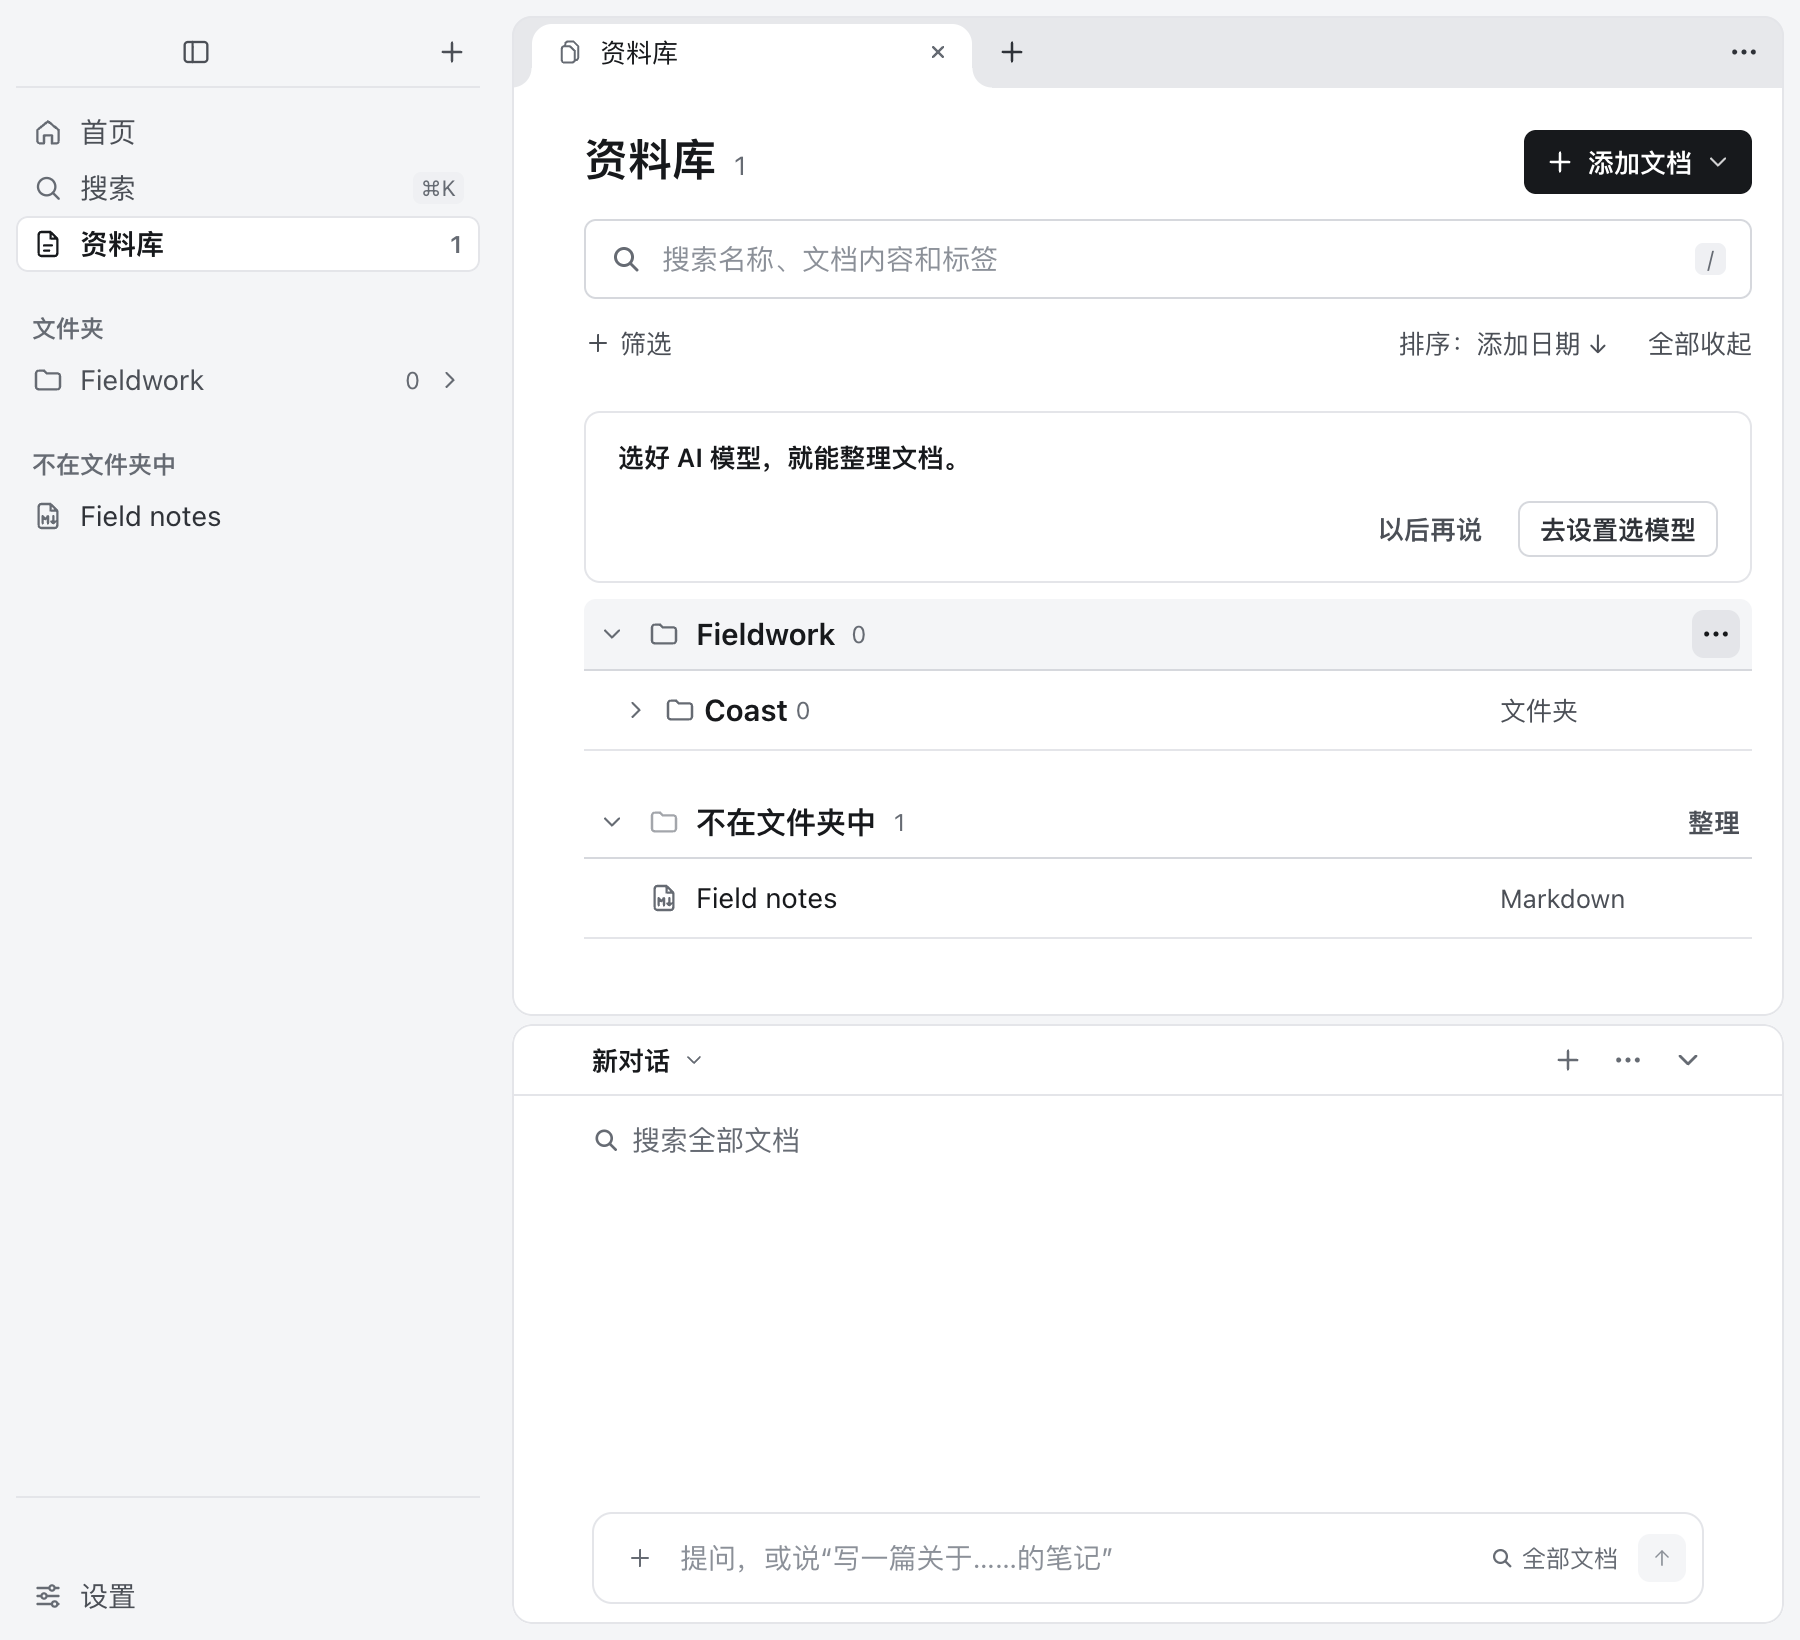 首页
搜索 ⌘K
资料库 1
文件夹
Fieldwork 0
不在文件夹中
Field notes
设置
资料库
资料库 1
添加文档
搜索名称、文档内容和标签 /
筛选 排序：添加日期 ↓ 全部收起
选好 AI 模型，就能整理文档。
以后再说 去设置选模型
Fieldwork 0
Coast 0 文件夹
不在文件夹中 1 整理
Field notes Markdown
新对话
搜索全部文档
提问，或说“写一篇关于……的笔记” 全部文档